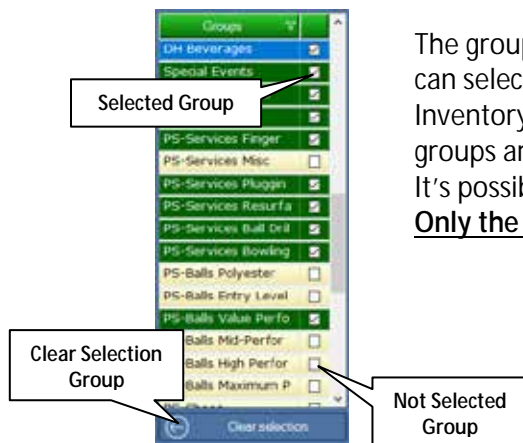 Groups
DH Beverages
Special Events
Selected Group
PS-Services Finger
PS-Services Misc
PS-Services Pluggin
PS-Services Resurfa
PS-Services Ball Dril
PS-Services Bowling
PS-Balls Polyester
PS-Balls Entry Level
PS-Balls Value Perfo
Balls Mid-Perfor
Balls High Perfor
Balls Maximum P
Clear Selection
Group
Clear selection
Not Selected
Group
The grou
can selec
Inventory
groups ar
It's possib
Only the